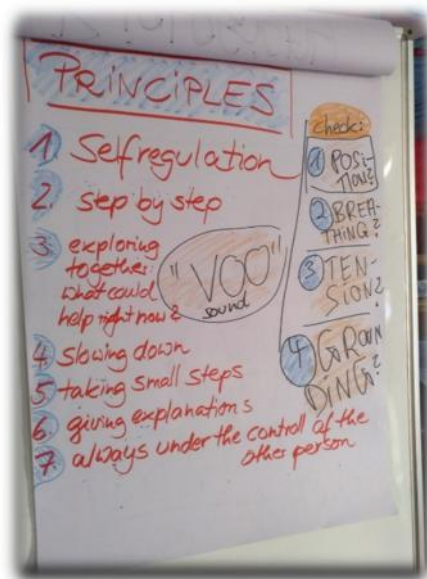 PRINCIPLES
1. Selfregulation
2. step by step
3 exploring
together:
what could
help right now?
"VOO"
sound
4. slowing down
5 taking small steps
6. giving explanations
7. always under the control of the
other person
check:
1 POSI-
TION?
2 BREA-
THING?
3 TEN-
SION?
4 GROUN
DING?